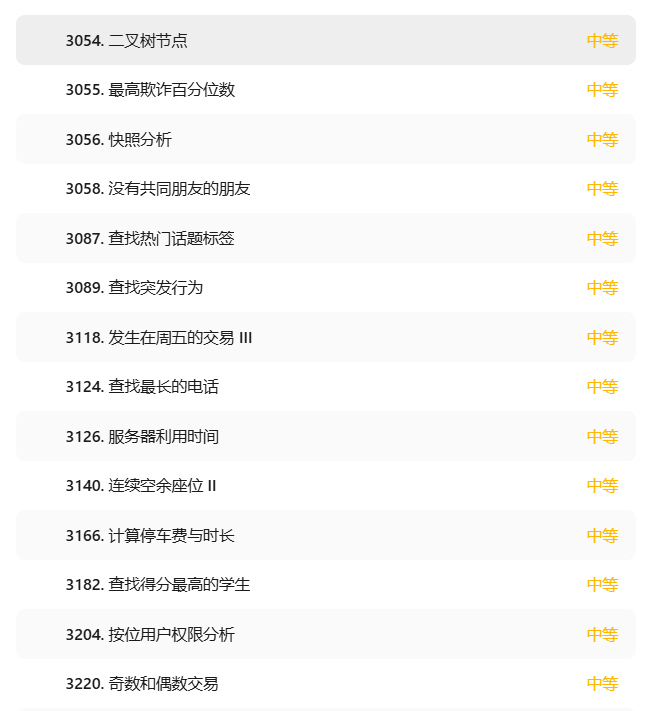 3054. 二叉树节点 中等
3055. 最高欺诈百分位数 中等
3056. 快照分析 中等
3058. 没有共同朋友的朋友 中等
3087. 查找热门话题标签 中等
3089. 查找突发行为 中等
3118. 发生在周五的交易 III 中等
3124. 查找最长的电话 中等
3126. 服务器利用时间 中等
3140. 连续空余座位 II 中等
3166. 计算停车费与时长 中等
3182. 查找得分最高的学生 中等
3204. 按位用户权限分析 中等
3220. 奇数和偶数交易 中等